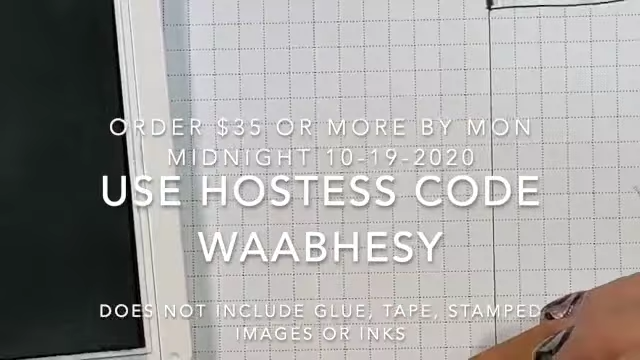 ORDER $35 OR MORE BY MON
MIDNIGHT 10-19-2020
USE HOSTESS CODE
WAABHESY
DOES NOT INCLUDE GLUE, TAPE, STAMPED
IMAGES OR INKS